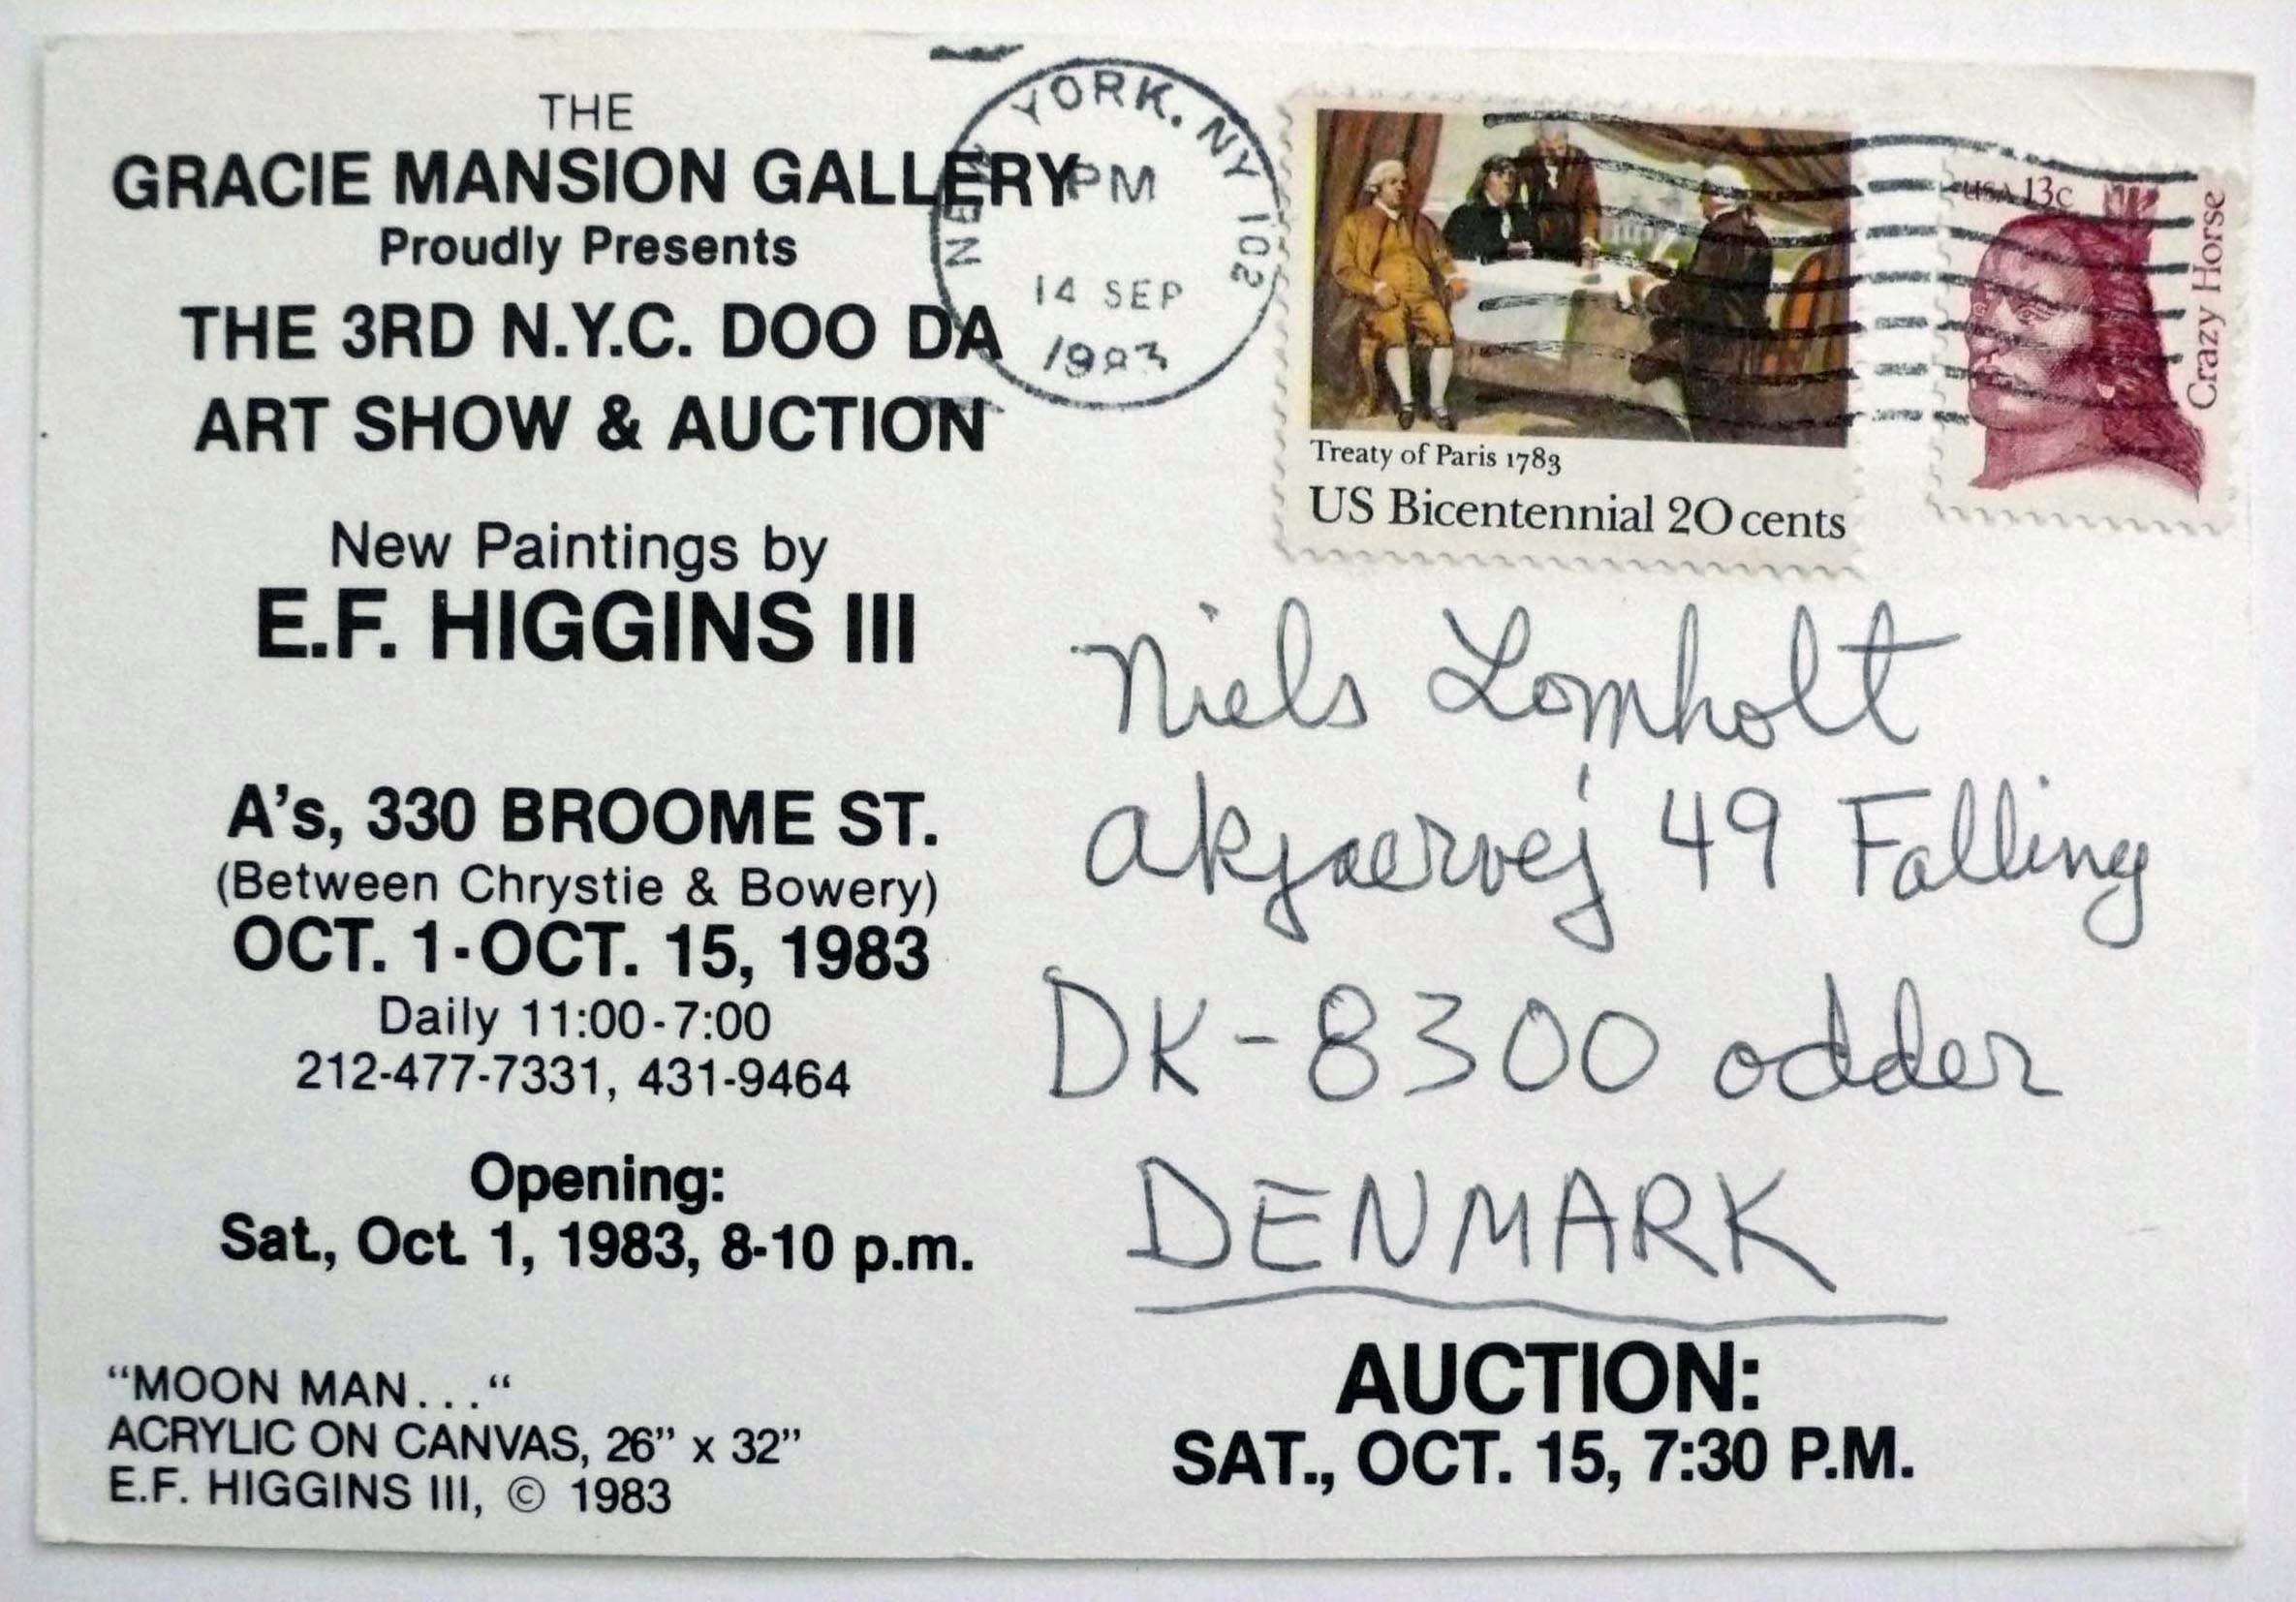 THE
GRACIE MANSION GALLERY
Proudly Presents
THE 3RD N.Y.C. DOO DA
ART SHOW & AUCTION
New Paintings by
E.F. HIGGINS III
A's, 330 BROOME ST.
(Between Chrystie & Bowery)
OCT. 1-OCT. 15, 1983
Daily 11:00-7:00
212-477-7331, 431-9464
Opening:
Sat., Oct. 1, 1983, 8-10 p.m.
“MOON MAN...“
ACRYLIC ON CANVAS, 26” x 32”
E.F. HIGGINS III, © 1983
NEW YORK, NY 102
PM
14 SEP
1983
Treaty of Paris 1783
US Bicentennial 20 cents
USA 13c
Crazy Horse
Niels Lomholt
akjaervej 49 Falling
DK-8300 odder
DENMARK
AUCTION:
SAT., OCT. 15, 7:30 P.M.